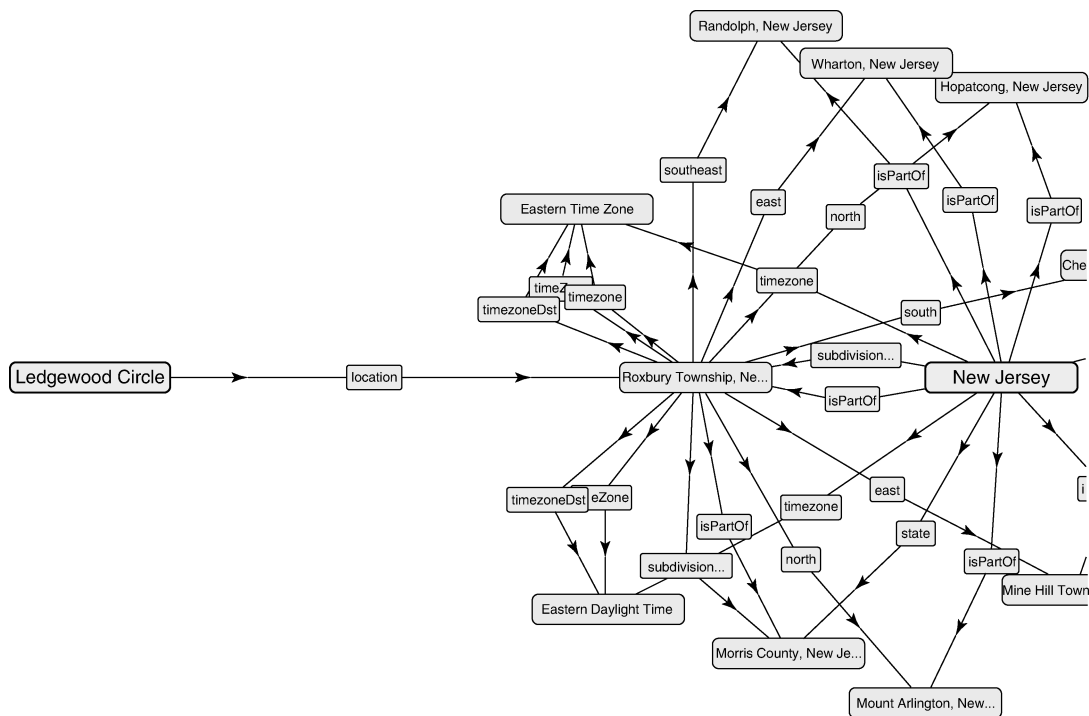 Randolph, New Jersey
Wharton, New Jersey
Hopatcong, New Jersey
southeast
isPartOf
east
isPartOf
Eastern Time Zone
north
isPartOf
Che
timezone
timeZ
timezone
timezoneDst
south
subdivision...
Ledgewood Circle
location
Roxbury Township, Ne...
New Jersey
isPartOf
timezoneDst
eZone
east
i
timezone
isPartOf
state
subdivision...
north
isPartOf
Mine Hill Town
Eastern Daylight Time
Morris County, New Je...
Mount Arlington, New...